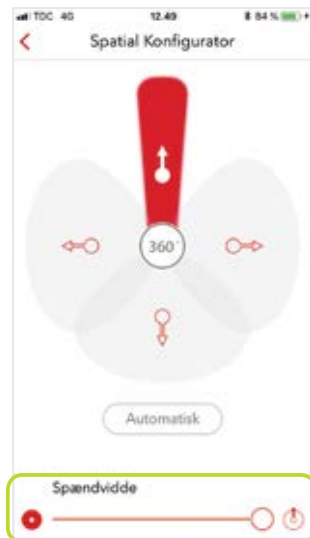 TDC 4G 12.49 84 %
Spatial Konfigurator
360°
Automatisk
Spændvidde